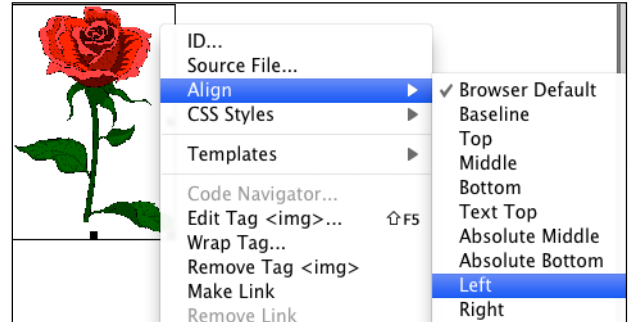 ID...
Source File...
Align
CSS Styles
Templates
Code Navigator...
Edit Tag <img>... ⇧F5
Wrap Tag...
Remove Tag <img>
Make Link
Remove Link
✓ Browser Default
Baseline
Top
Middle
Bottom
Text Top
Absolute Middle
Absolute Bottom
Left
Right